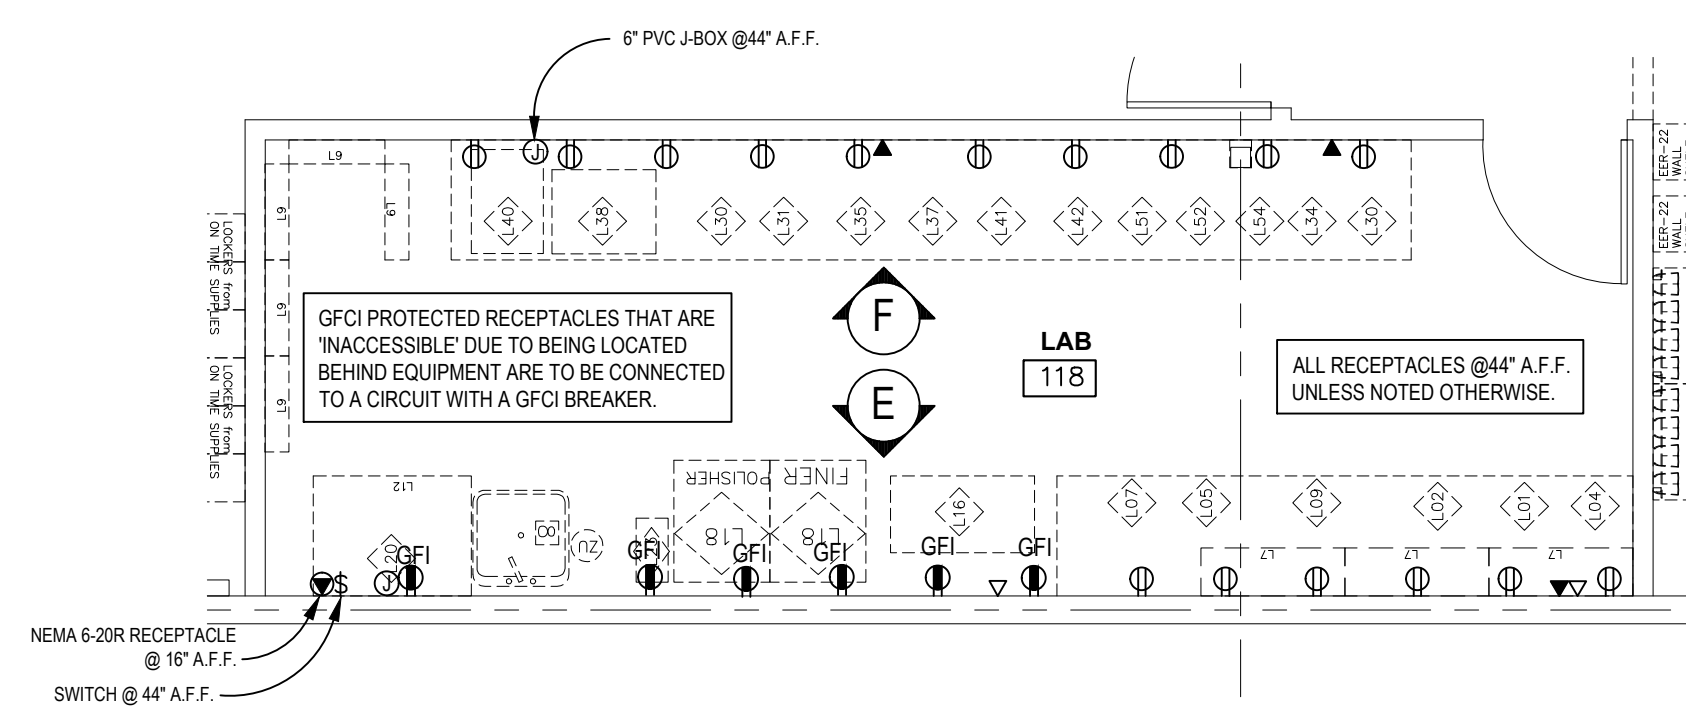 6" PVC J-BOX @44" A.F.F.
L9
J
L9
L9
L9
L9
LOCKERS from
ON TIME SUPPLIES
LOCKERS from
ON TIME SUPPLIES
L40
L38
L30
L31
L35
L37
L41
L42
L51
L52
L54
L34
L30
EER-22
WALL
EER-22
WALL
GFCI PROTECTED RECEPTACLES THAT ARE
'INACCESSIBLE' DUE TO BEING LOCATED
BEHIND EQUIPMENT ARE TO BE CONNECTED
TO A CIRCUIT WITH A GFCI BREAKER.
F
E
LAB
118
ALL RECEPTACLES @44" A.F.F.
UNLESS NOTED OTHERWISE.
L12
POLISHER
FINER
L16
L07
L05
L09
L02
L01
L04
L20
GFI
8
ZU
GFI
L18
GFI
L18
GFI
GFI
GFI
L7
L7
L7
$
J
NEMA 6-20R RECEPTACLE
@ 16" A.F.F.
SWITCH @ 44" A.F.F.